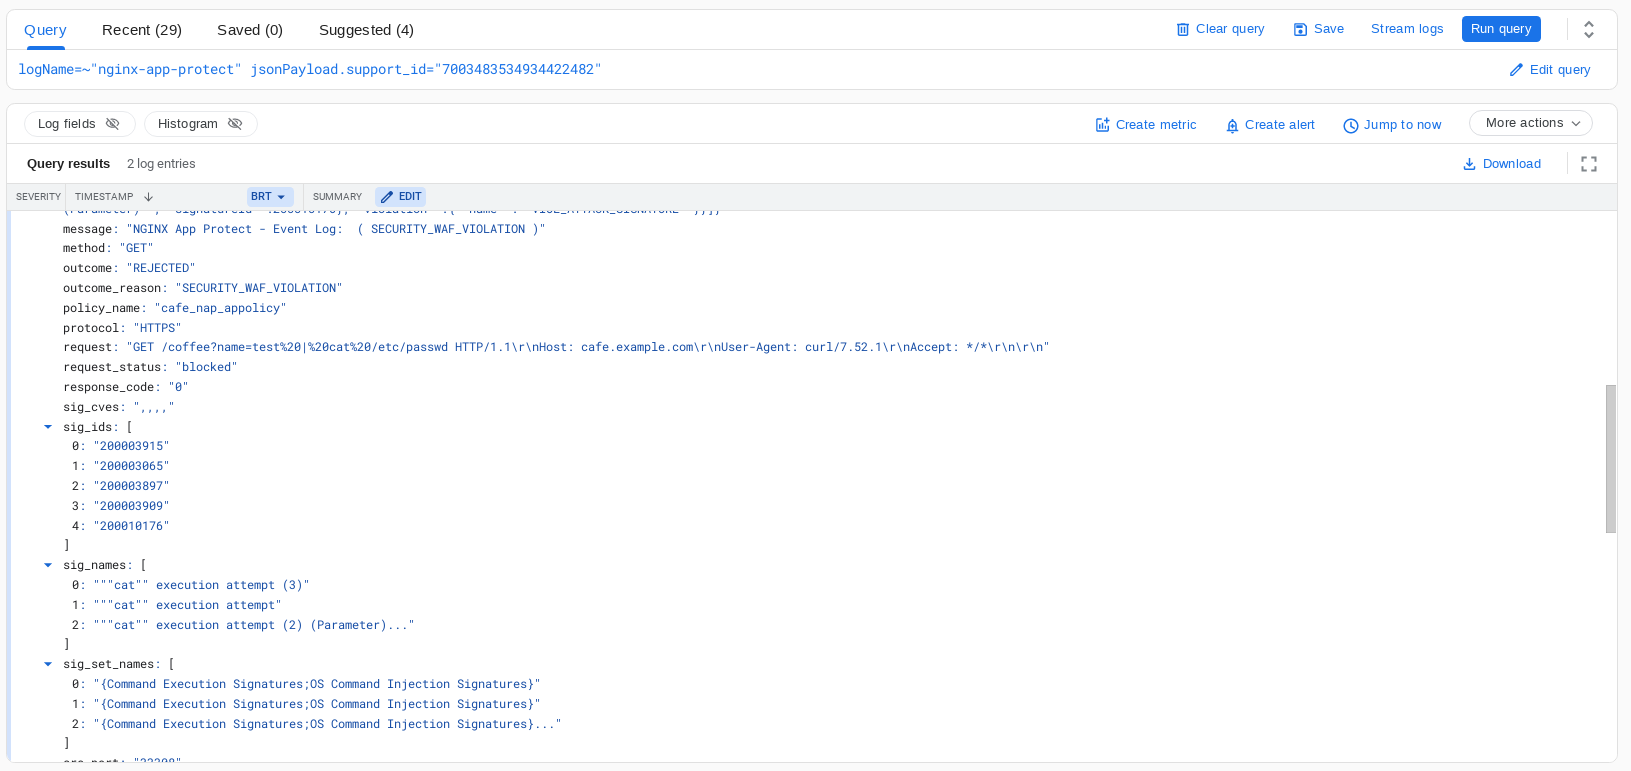 Query Recent (29) Saved (0) Suggested (4) Clear query Save Stream logs Run query
logName=~"nginx-app-protect" jsonPayload.support_id="7003483534934422482" Edit query
Log fields Histogram Create metric Create alert Jump to now More actions
Query results 2 log entries Download
SEVERITY TIMESTAMP BRT SUMMARY EDIT
message: "NGINX App Protect - Event Log:  ( SECURITY_WAF_VIOLATION )"
method: "GET"
outcome: "REJECTED"
outcome_reason: "SECURITY_WAF_VIOLATION"
policy_name: "cafe_nap_appolicy"
protocol: "HTTPS"
request: "GET /coffee?name=test%20|%20cat%20/etc/passwd HTTP/1.1\r\nHost: cafe.example.com\r\nUser-Agent: curl/7.52.1\r\nAccept: */*\r\n\r\n"
request_status: "blocked"
response_code: "0"
sig_cves: ",,,,"
sig_ids: [
0: "200003915"
1: "200003065"
2: "200003897"
3: "200003909"
4: "200010176"
]
sig_names: [
0: """cat"" execution attempt (3)"
1: """cat"" execution attempt"
2: """cat"" execution attempt (2) (Parameter)..."
]
sig_set_names: [
0: "{Command Execution Signatures;OS Command Injection Signatures}"
1: "{Command Execution Signatures;OS Command Injection Signatures}"
2: "{Command Execution Signatures;OS Command Injection Signatures}..."
]